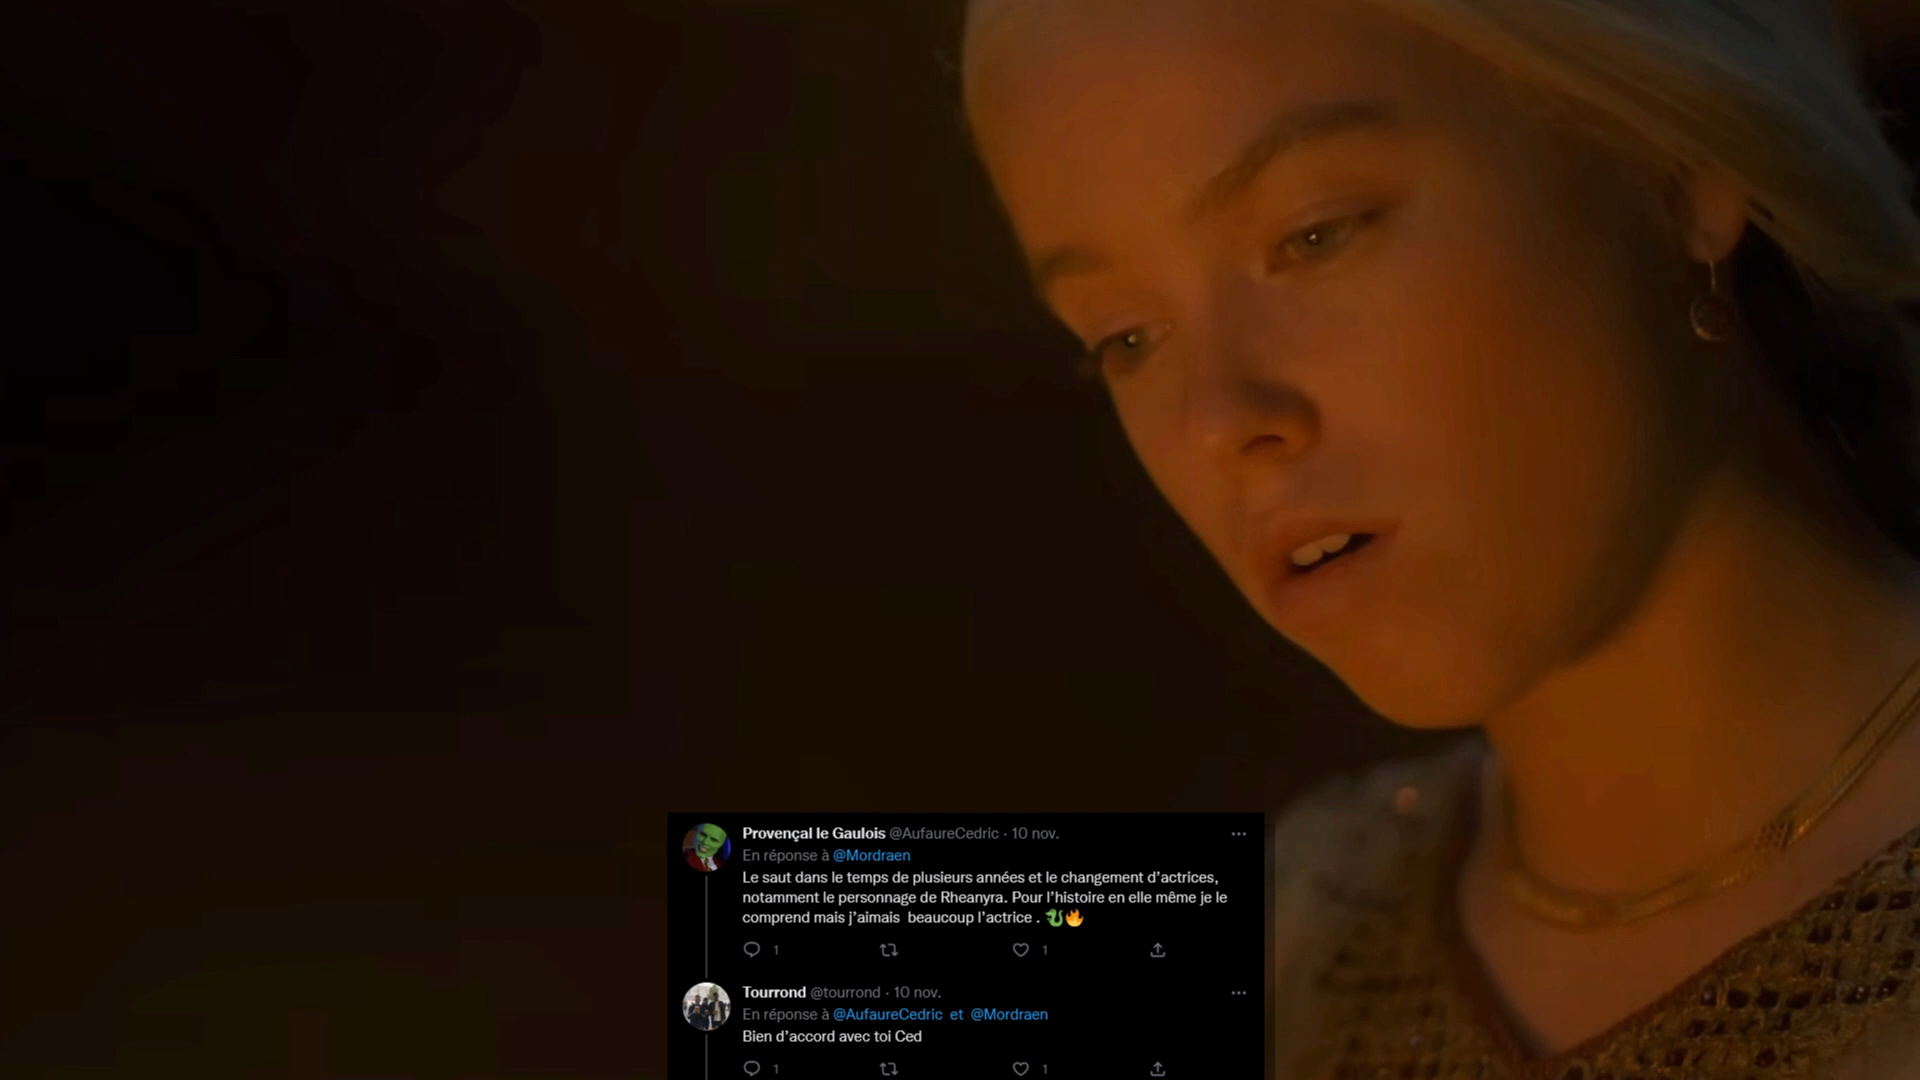 Provençal le Gaulois @AufaureCedric · 10 nov.
En réponse à @Mordraen
Le saut dans le temps de plusieurs années et le changement d’actrices,
notamment le personnage de Rheanyra. Pour l’histoire en elle même je le
comprend mais j’aimais beaucoup l’actrice . 🐉🔥
1 1
Tourrond @tourrond · 10 nov.
En réponse à @AufaureCedric et @Mordraen
Bien d’accord avec toi Ced
1 1